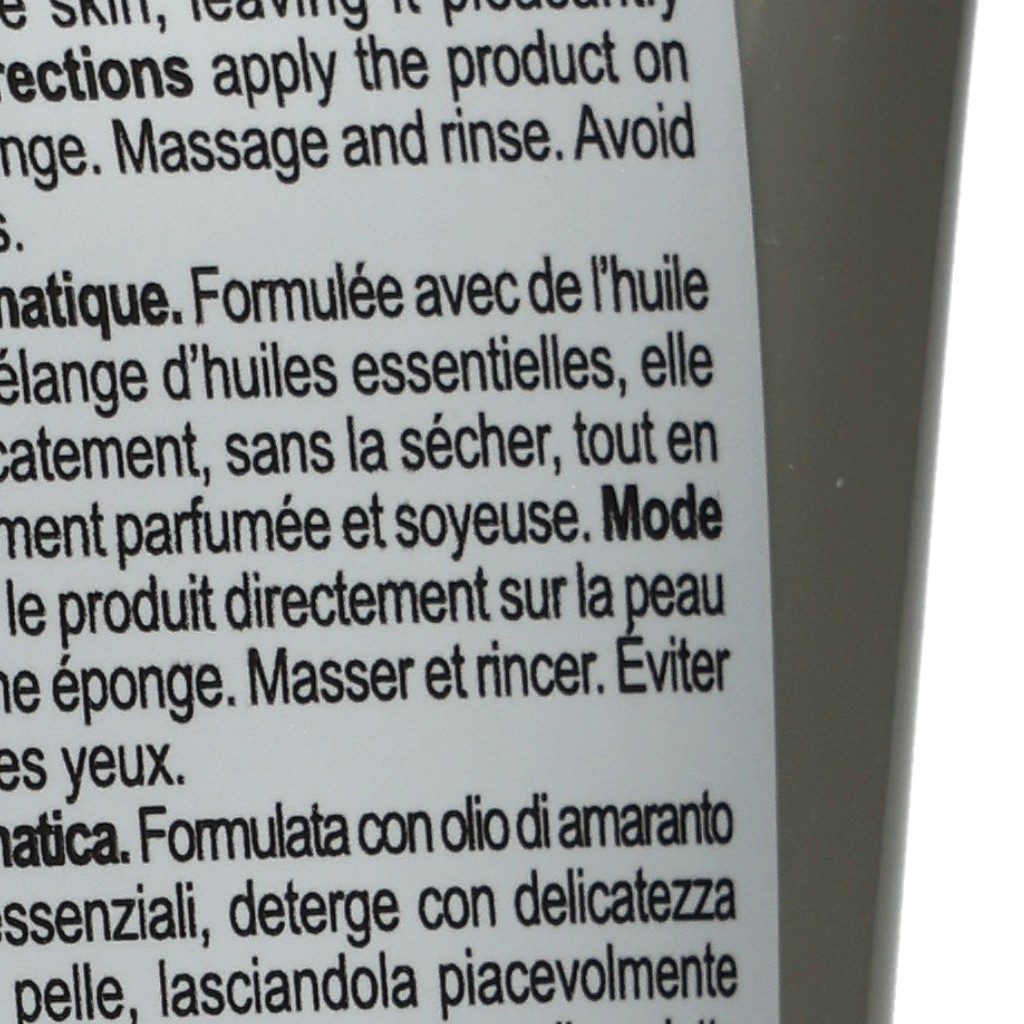 skin, leaving it pleasantly
rections apply the product on
nge. Massage and rinse. Avoid
s.
matique. Formulée avec de l'huile
élange d'huiles essentielles, elle
catement, sans la sécher, tout en
ment parfumée et soyeuse. Mode
le produit directement sur la peau
ne éponge. Masser et rincer. Éviter
es yeux.
matica. Formulata con olio di amaranto
essenziali, deterge con delicatezza
pelle, lasciandola piacevolmente